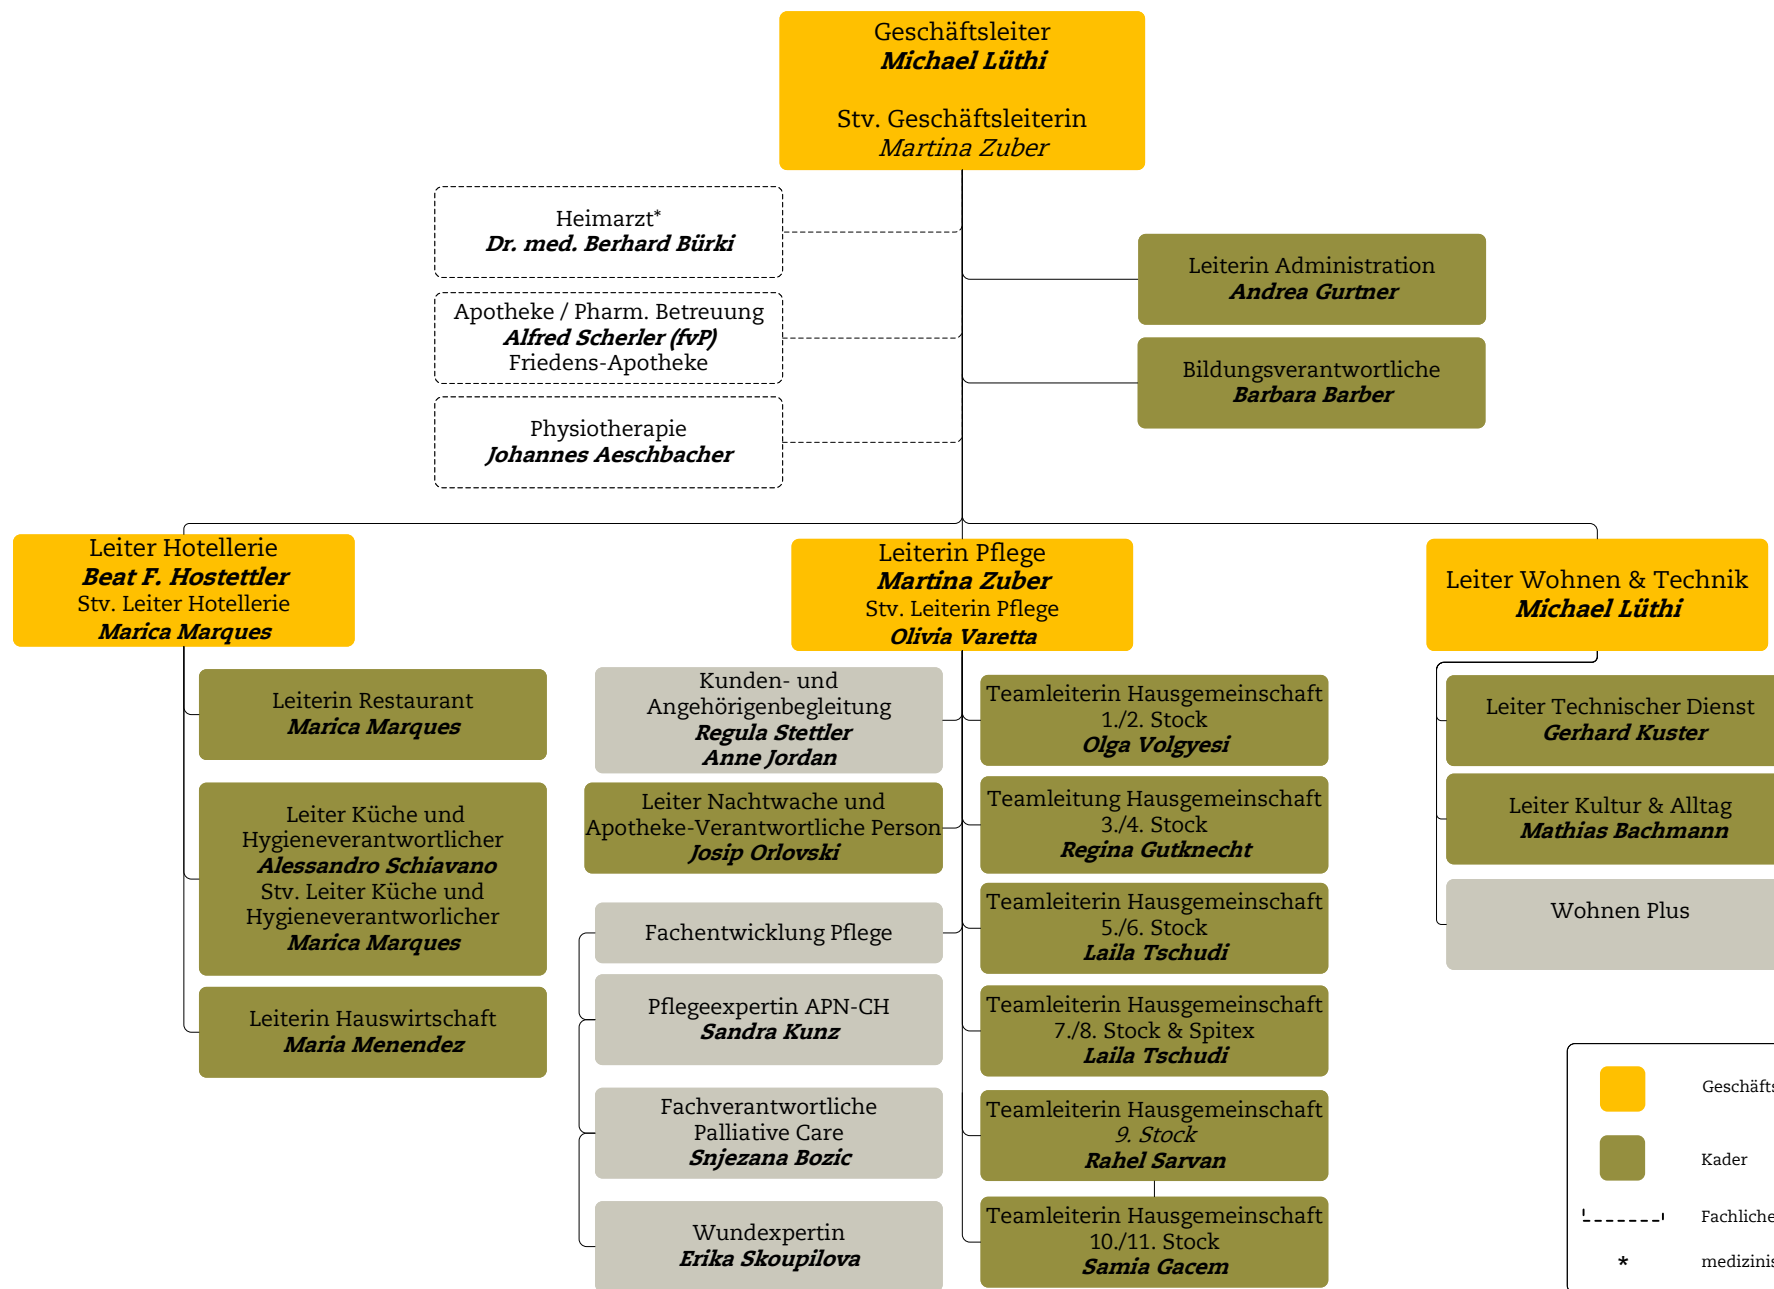 Geschäftsleiter
Michael Lüthi
Stv. Geschäftsleiterin
Martina Zuber
Heimarzt*
Dr. med. Berhard Bürki
Apotheke / Pharm. Betreuung
Alfred Scherler (fvP)
Friedens-Apotheke
Physiotherapie
Johannes Aeschbacher
Leiterin Administration
Andrea Gurtner
Bildungsverantwortliche
Barbara Barber
Leiter Hotellerie
Beat F. Hostettler
Stv. Leiter Hotellerie
Marica Marques
Leiterin Restaurant
Marica Marques
Leiter Küche und
Hygieneverantwortlicher
Alessandro Schiavano
Stv. Leiter Küche und
Hygieneverantworlicher
Marica Marques
Leiterin Hauswirtschaft
Maria Menendez
Leiterin Pflege
Martina Zuber
Stv. Leiterin Pflege
Olivia Varetta
Kunden- und
Angehörigenbegleitung
Regula Stettler
Anne Jordan
Leiter Nachtwache und
Apotheke-Verantwortliche Person
Josip Orlovski
Fachentwicklung Pflege
Pflegeexpertin APN-CH
Sandra Kunz
Fachverantwortliche
Palliative Care
Snjezana Bozic
Wundexpertin
Erika Skoupilova
Teamleiterin Hausgemeinschaft
1./2. Stock
Olga Volgyesi
Teamleitung Hausgemeinschaft
3./4. Stock
Regina Gutknecht
Teamleiterin Hausgemeinschaft
5./6. Stock
Laila Tschudi
Teamleiterin Hausgemeinschaft
7./8. Stock & Spitex
Laila Tschudi
Teamleiterin Hausgemeinschaft
9. Stock
Rahel Sarvan
Teamleiterin Hausgemeinschaft
10./11. Stock
Samia Gacem
Leiter Wohnen & Technik
Michael Lüthi
Leiter Technischer Dienst
Gerhard Kuster
Leiter Kultur & Alltag
Mathias Bachmann
Wohnen Plus
Geschäfts
Kader
Fachliche
* medizinis